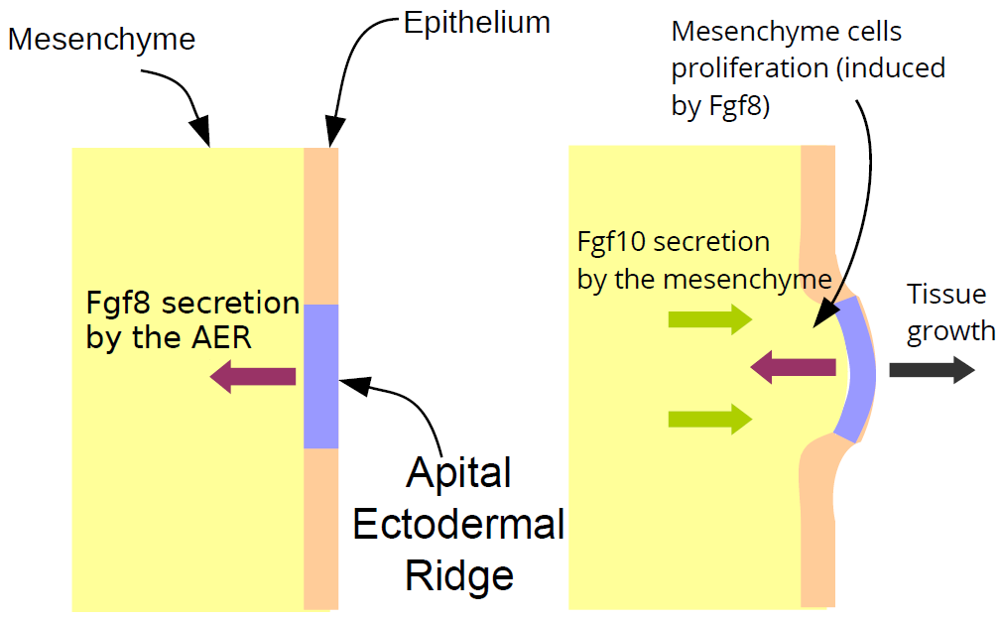 Mesenchyme
Epithelium
Fgf8 secretion
by the AER
Apital
Ectodermal
Ridge
Mesenchyme cells
proliferation (induced
by Fgf8)
Fgf10 secretion
by the mesenchyme
Tissue
growth